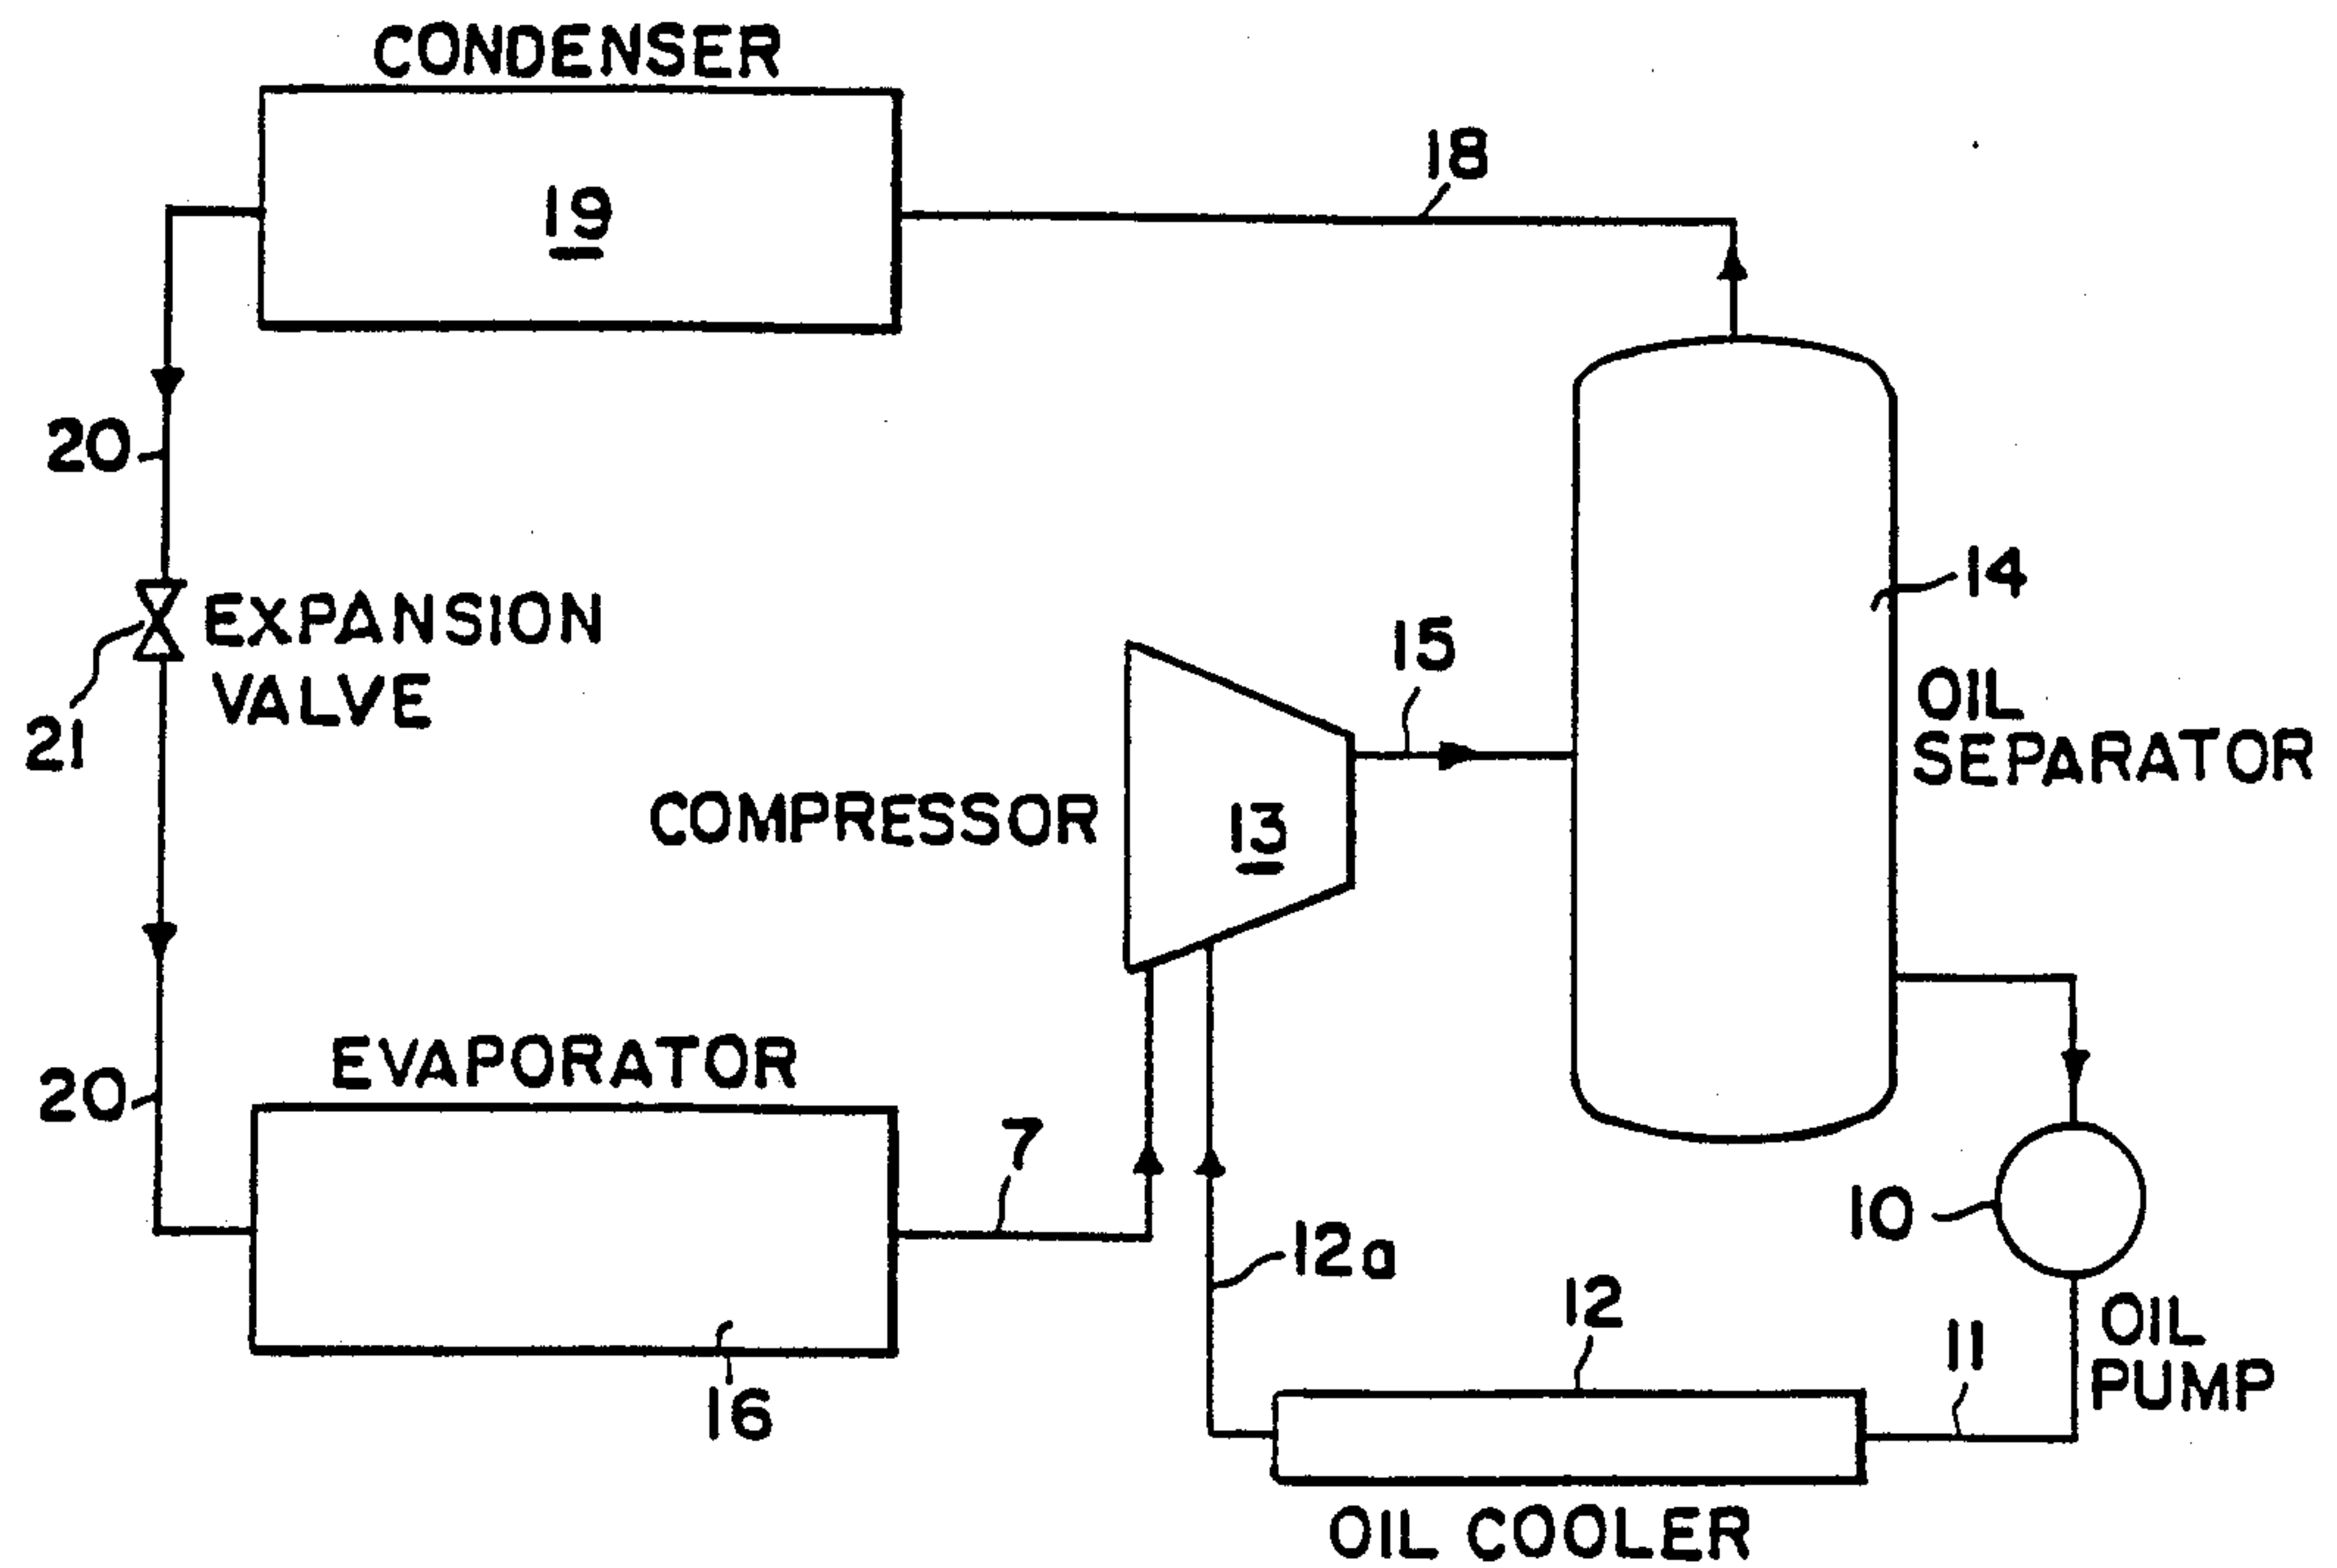 CONDENSER
18
19
20
14
EXPANSION
VALVE
21
15
OIL
SEPARATOR
COMPRESSOR
13
EVAPORATOR
20
7
10
12a
12
11
OIL
PUMP
16
OIL COOLER